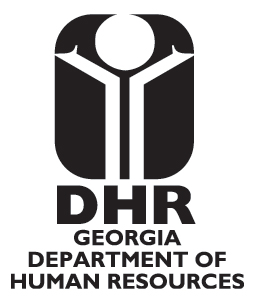 DHR
GEORGIA
DEPARTMENT OF
HUMAN RESOURCES